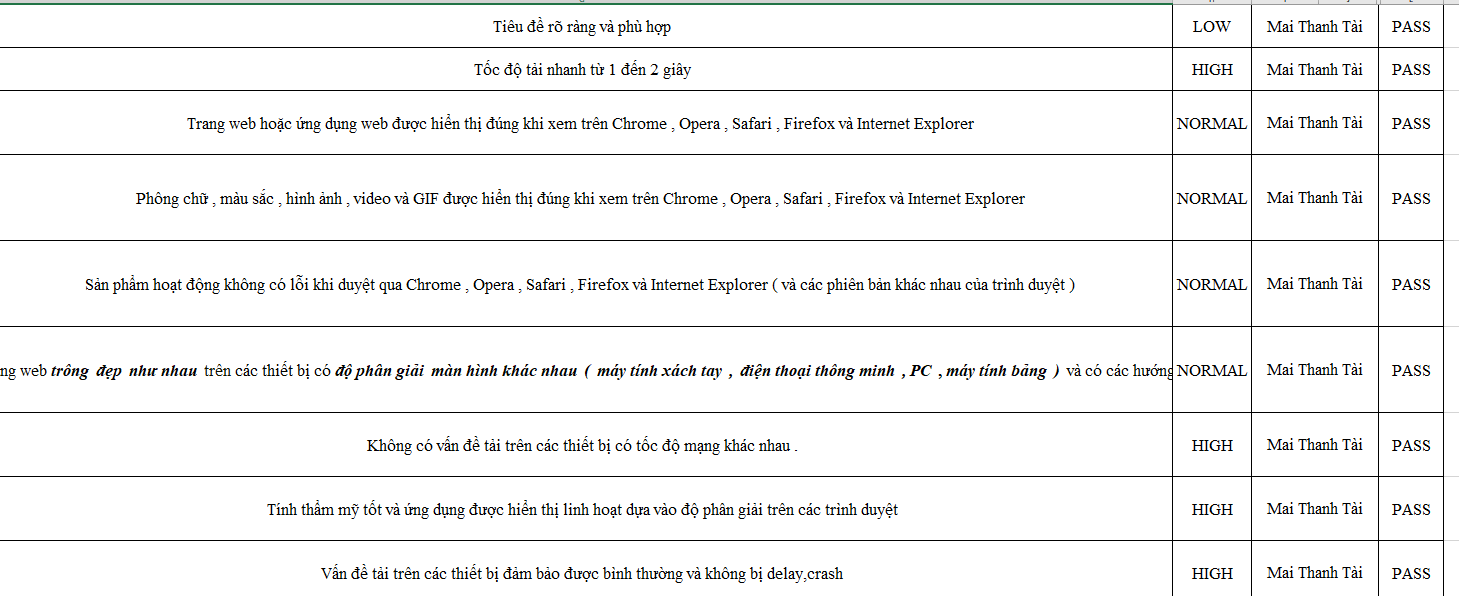 Tiêu đề rõ ràng và phù hợp LOW Mai Thanh Tài PASS
Tốc độ tải nhanh từ 1 đến 2 giây HIGH Mai Thanh Tài PASS
Trang web hoặc ứng dụng web được hiển thị đúng khi xem trên Chrome , Opera , Safari , Firefox và Internet Explorer NORMAL Mai Thanh Tài PASS
Phông chữ , màu sắc , hình ảnh , video và GIF được hiển thị đúng khi xem trên Chrome , Opera , Safari , Firefox và Internet Explorer NORMAL Mai Thanh Tài PASS
Sản phẩm hoạt động không có lỗi khi duyệt qua Chrome , Opera , Safari , Firefox và Internet Explorer ( và các phiên bản khác nhau của trình duyệt ) NORMAL Mai Thanh Tài PASS
ng web trông đẹp như nhau trên các thiết bị có độ phân giải màn hình khác nhau ( máy tính xách tay , điện thoại thông minh , PC , máy tính bảng ) và có các hướng NORMAL Mai Thanh Tài PASS
Không có vấn đề tải trên các thiết bị có tốc độ mạng khác nhau . HIGH Mai Thanh Tài PASS
Tính thẩm mỹ tốt và ứng dụng được hiển thị linh hoạt dựa vào độ phân giải trên các trình duyệt HIGH Mai Thanh Tài PASS
Vấn đề tải trên các thiết bị đảm bảo được bình thường và không bị delay,crash HIGH Mai Thanh Tài PASS